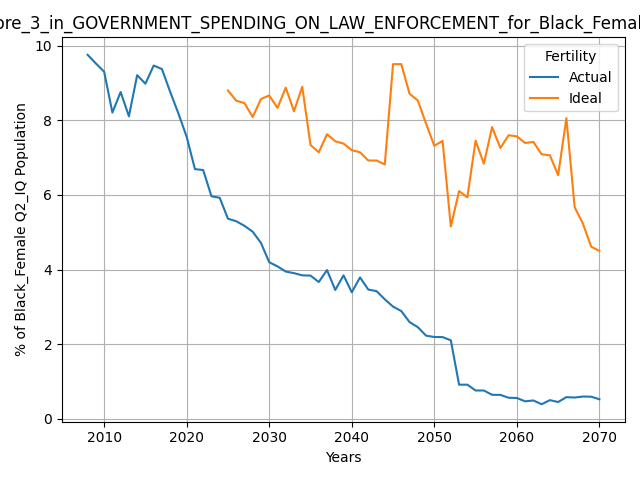 ore_3_in_GOVERNMENT_SPENDING_ON_LAW_ENFORCEMENT_for_Black_Femal
10
8
6
4
2
0
% of Black_Female Q2_IQ Population
Fertility
Actual
Ideal
2010 2020 2030 2040 2050 2060 2070
Years